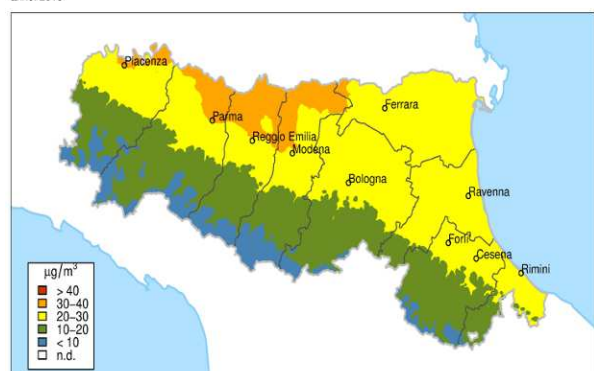 Piacenza
Parma
Reggio Emilia
Modena
Ferrara
Bologna
Ravenna
Forli'
Cesena
Rimini
µg/m³
> 40
30–40
20–30
10–20
< 10
n.d.